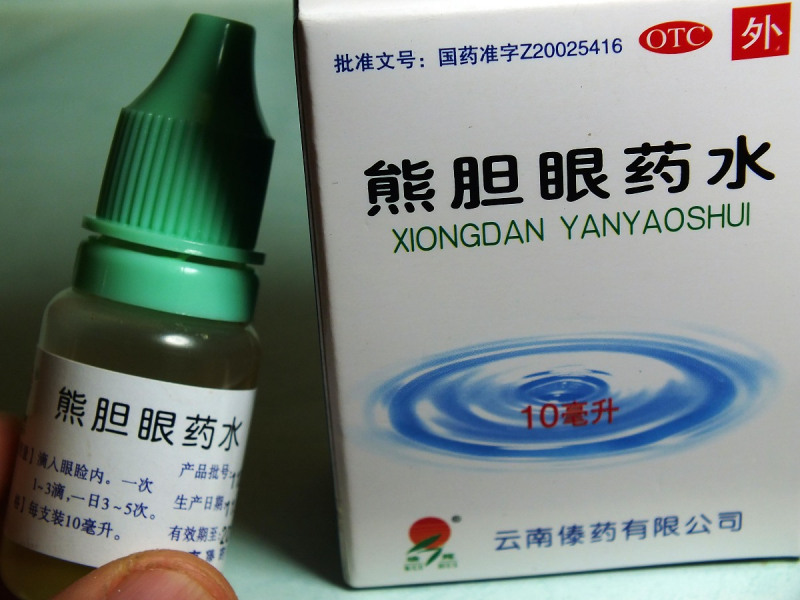 批准文号：国药准字Z20025416
OTC
外
熊胆眼药水
XIONGDAN YANYAOSHUI
10毫升
云南傣药有限公司
熊胆眼药水
】滴入眼睑内。一次
1~3滴，一日3~5次。
】每支装10毫升。
产品批号
生产日期
有效期至